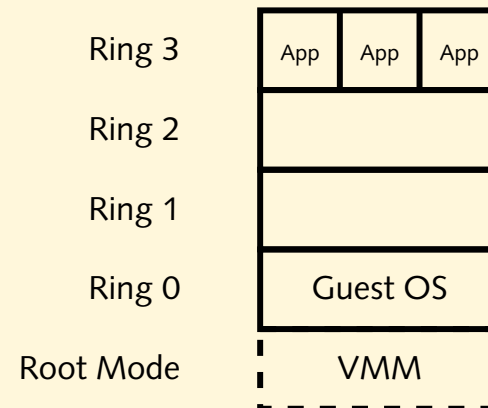 Ring 3 App App App
Ring 2
Ring 1
Ring 0 Guest OS
Root Mode VMM